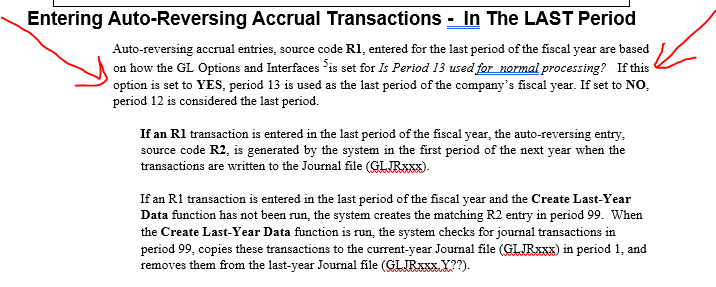 Entering Auto-Reversing Accrual Transactions - In The LAST Period
Auto-reversing accrual entries, source code R1, entered for the last period of the fiscal year are based
on how the GL Options and Interfaces 5is set for Is Period 13 used for normal processing? If this
option is set to YES, period 13 is used as the last period of the company's fiscal year. If set to NO,
period 12 is considered the last period.
If an R1 transaction is entered in the last period of the fiscal year, the auto-reversing entry,
source code R2, is generated by the system in the first period of the next year when the
transactions are written to the Journal file (GLJRxxx).
If an R1 transaction is entered in the last period of the fiscal year and the Create Last-Year
Data function has not been run, the system creates the matching R2 entry in period 99. When
the Create Last-Year Data function is run, the system checks for journal transactions in
period 99, copies these transactions to the current-year Journal file (GLJRxxx) in period 1, and
removes them from the last-year Journal file (GLJRxxx.Y??).